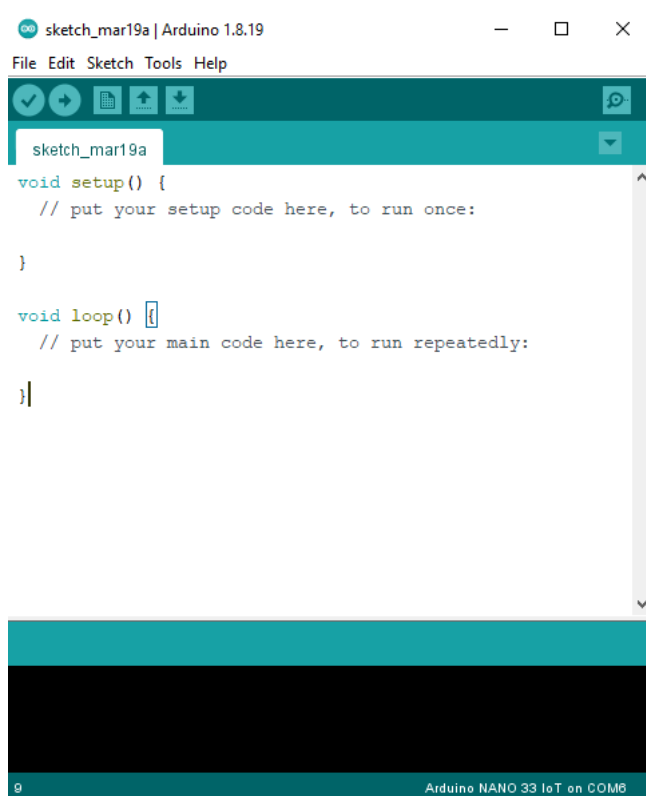 sketch_mar19a | Arduino 1.8.19
File Edit Sketch Tools Help
sketch_mar19a
void setup() {
// put your setup code here, to run once:
}
void loop() {
// put your main code here, to run repeatedly:
}
9
Arduino NANO 33 IoT on COM6